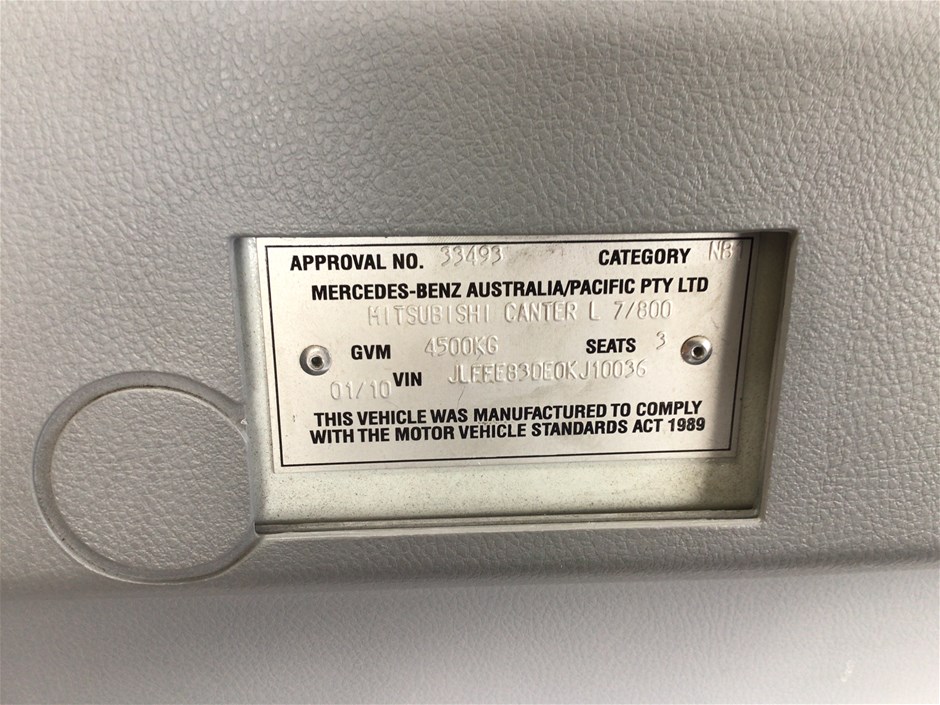 APPROVAL NO. 33493 CATEGORY NB1
MERCEDES-BENZ AUSTRALIA/PACIFIC PTY LTD
MITSUBISHI CANTER L 7/800
GVM 4500KG SEATS 3
01/10 VIN JLFFE83DE0KJ10036
THIS VEHICLE WAS MANUFACTURED TO COMPLY
WITH THE MOTOR VEHICLE STANDARDS ACT 1989